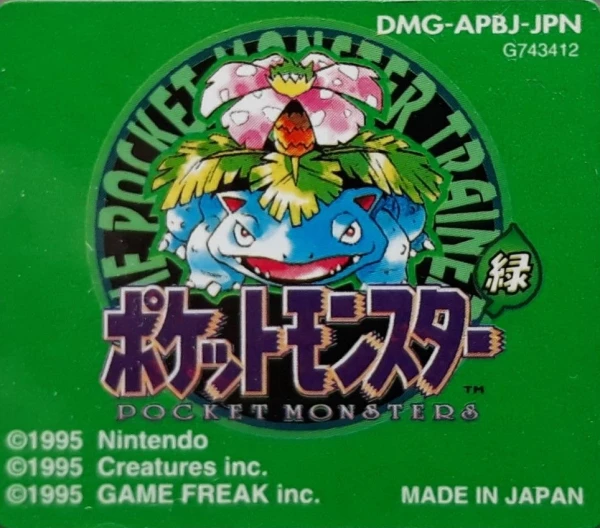 DMG-APBJ-JPN
G743412
POCKET MONSTER TRAINE
緑
ポケットモンスター
TM
POCKET MONSTERS
©1995 Nintendo
©1995 Creatures inc.
©1995 GAME FREAK inc.
MADE IN JAPAN